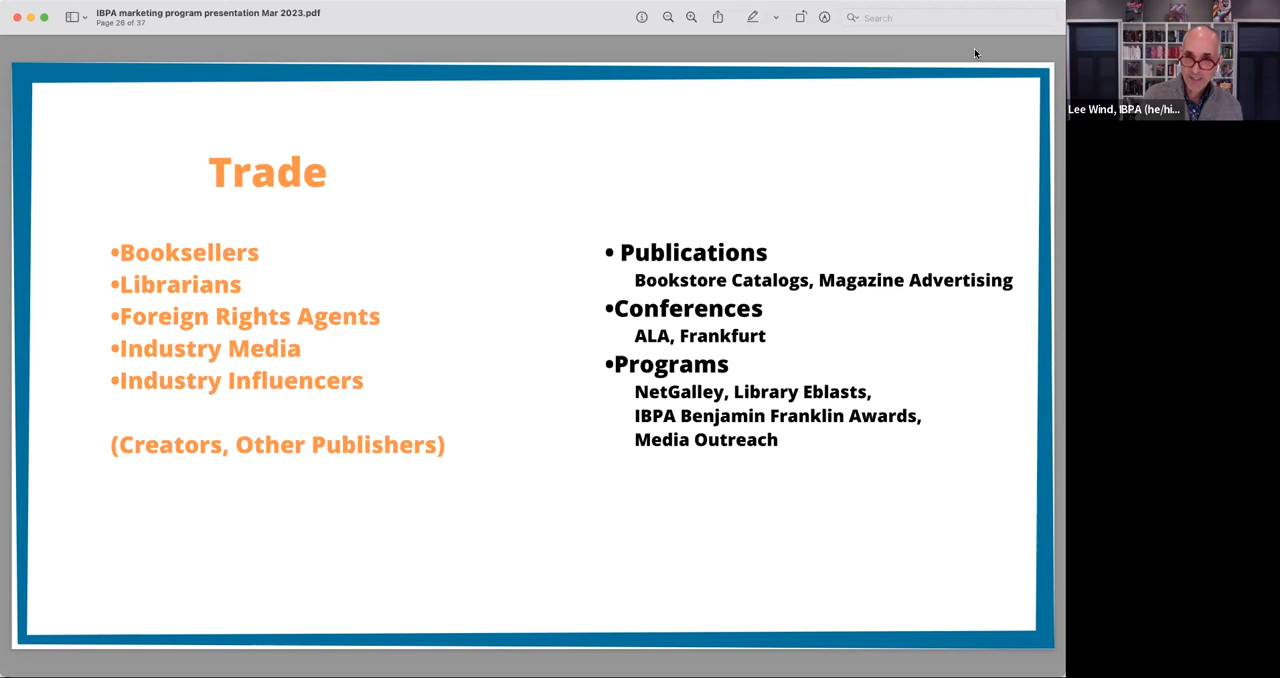 IBPA marketing program presentation Mar 2023.pdf
Page 26 of 37
Search
Lee Wind, IBPA (he/hi...
Trade
•Booksellers
•Librarians
•Foreign Rights Agents
•Industry Media
•Industry Influencers
(Creators, Other Publishers)
• Publications
Bookstore Catalogs, Magazine Advertising
•Conferences
ALA, Frankfurt
•Programs
NetGalley, Library Eblasts,
IBPA Benjamin Franklin Awards,
Media Outreach